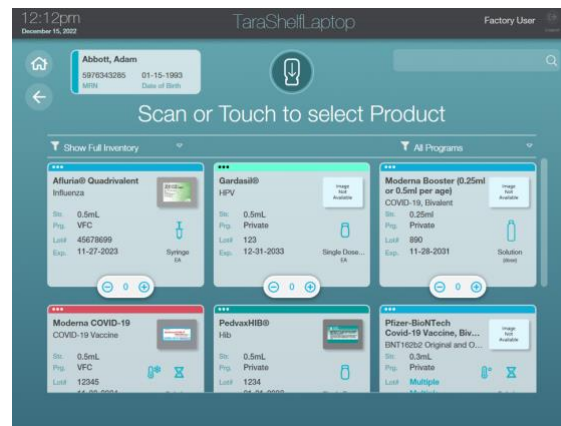 12:12pm
December 15, 2022
TaraShelfLaptop
Factory User
Abbott, Adam
5976343285 01-15-1993
MRN Date of Birth
Scan or Touch to select Product
Show Full Inventory
All Programs
Afluria® Quadrivalent
Influenza
Str. 0.5mL
Prg. VFC
Lot# 45678699
Exp. 11-27-2023
Syringe
EA
0
Gardasil®
HPV
Image
Not
Available
Str. 0.5mL
Prg. Private
Lot# 123
Exp. 12-31-2033
Single Dose...
EA
0
Moderna Booster (0.25ml
or 0.5ml per age)
COVID-19, Bivalent
Image
Not
Available
Str. 0.25ml
Prg. Private
Lot# 890
Exp. 11-28-2031
Solution
(dose)
0
Moderna COVID-19
COVID-19 Vaccine
Str. 0.5mL
Prg. VFC
Lot# 12345
PedvaxHIB®
Hib
Str. 0.5mL
Prg. Private
Lot# 1234
Pfizer-BioNTech
Covid-19 Vaccine, Biv...
BNT162b2 Original and O...
Image
Not
Available
Str. 0.3mL
Prg. Private
Lot# Multiple